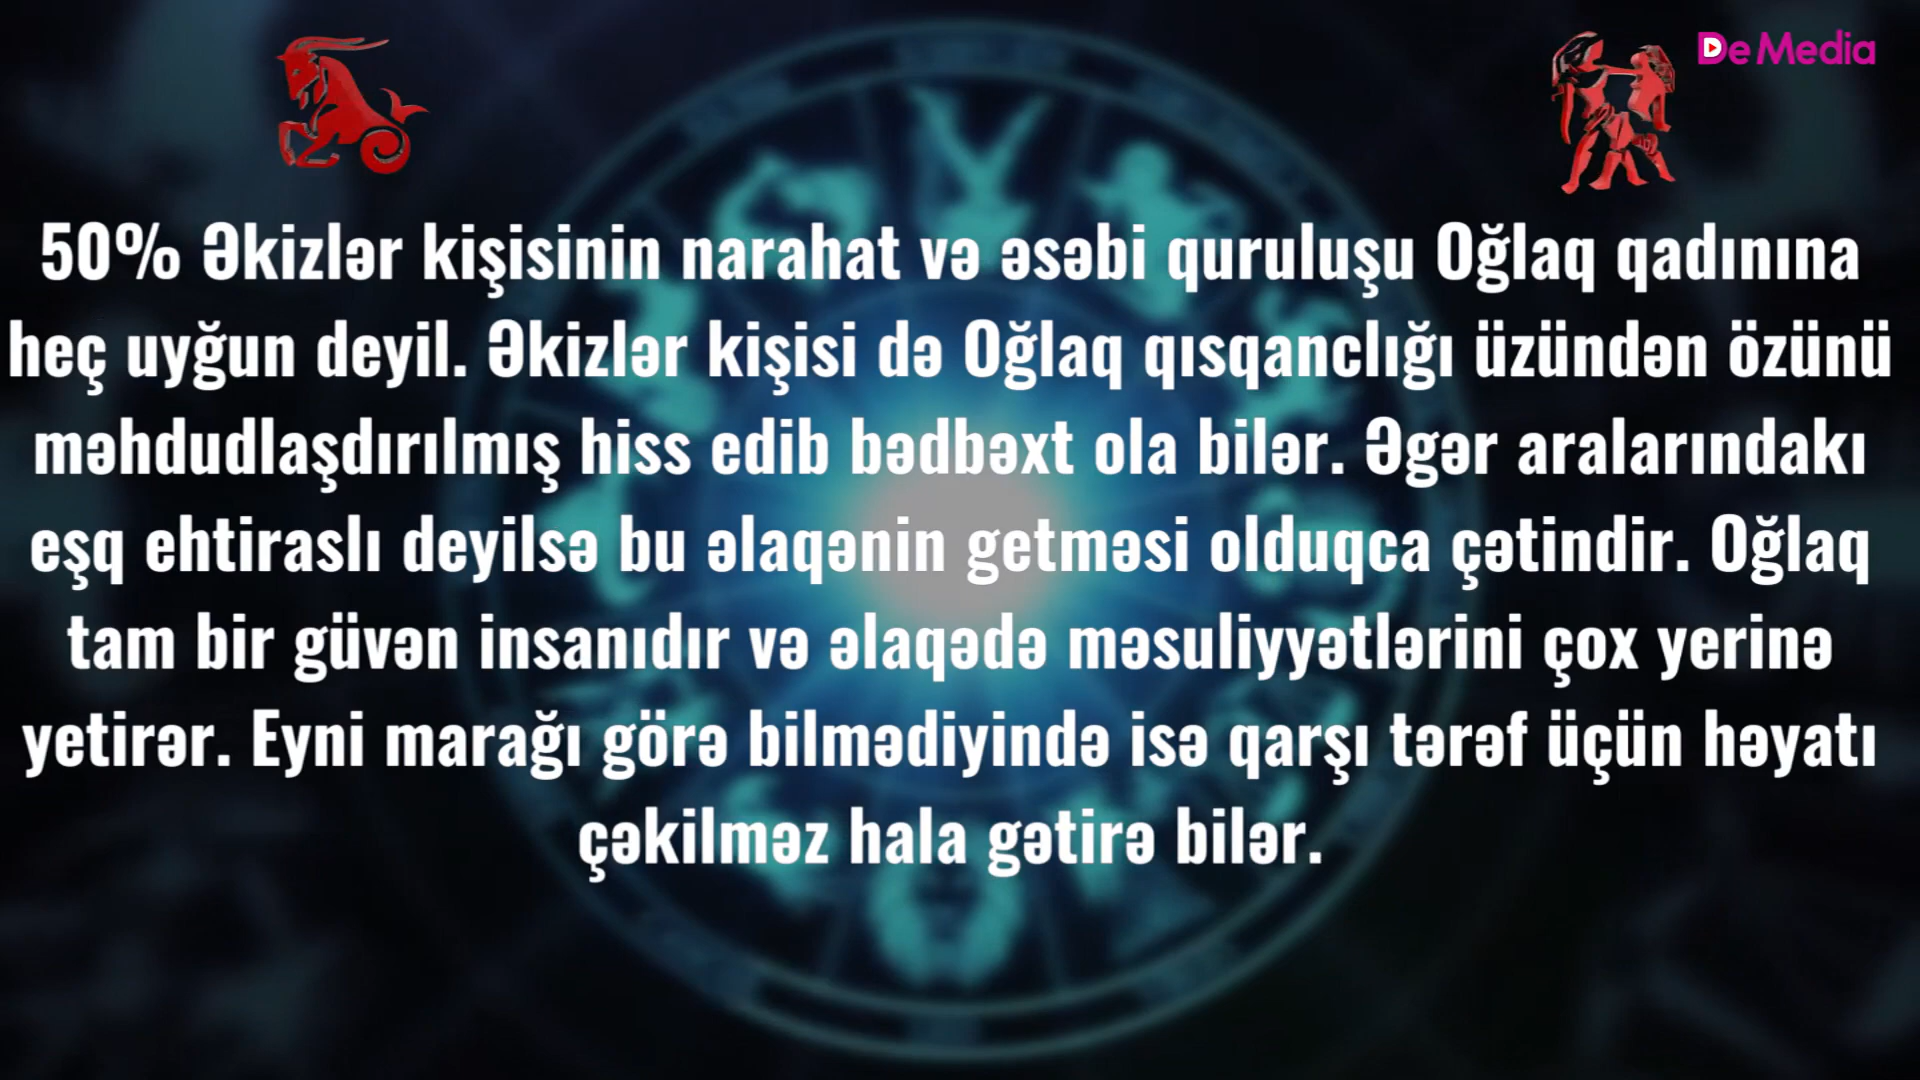 De Media
50% Əkizlər kişisinin narahat və əsəbi quruluşu Oğlaq qadınına
heç uyğun deyil. Əkizlər kişisi də Oğlaq qısqanclığı üzündən özünü
məhdudlaşdırılmış hiss edib bədbəxt ola bilər. Əgər aralarındakı
eşq ehtiraslı deyilsə bu əlaqənin getməsi olduqca çətindir. Oğlaq
tam bir güvən insanıdır və əlaqədə məsuliyyətlərini çox yerinə
yetirər. Eyni marağı görə bilmədiyində isə qarşı tərəf üçün həyatı
çəkilməz hala gətirə bilər.